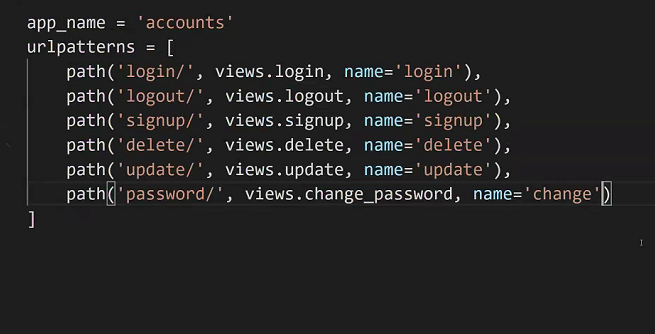 app_name = 'accounts'
urlpatterns = [
    path('login/', views.login, name='login'),
    path('logout/', views.logout, name='logout'),
    path('signup/', views.signup, name='signup'),
    path('delete/', views.delete, name='delete'),
    path('update/', views.update, name='update'),
    path('password/', views.change_password, name='change')
]